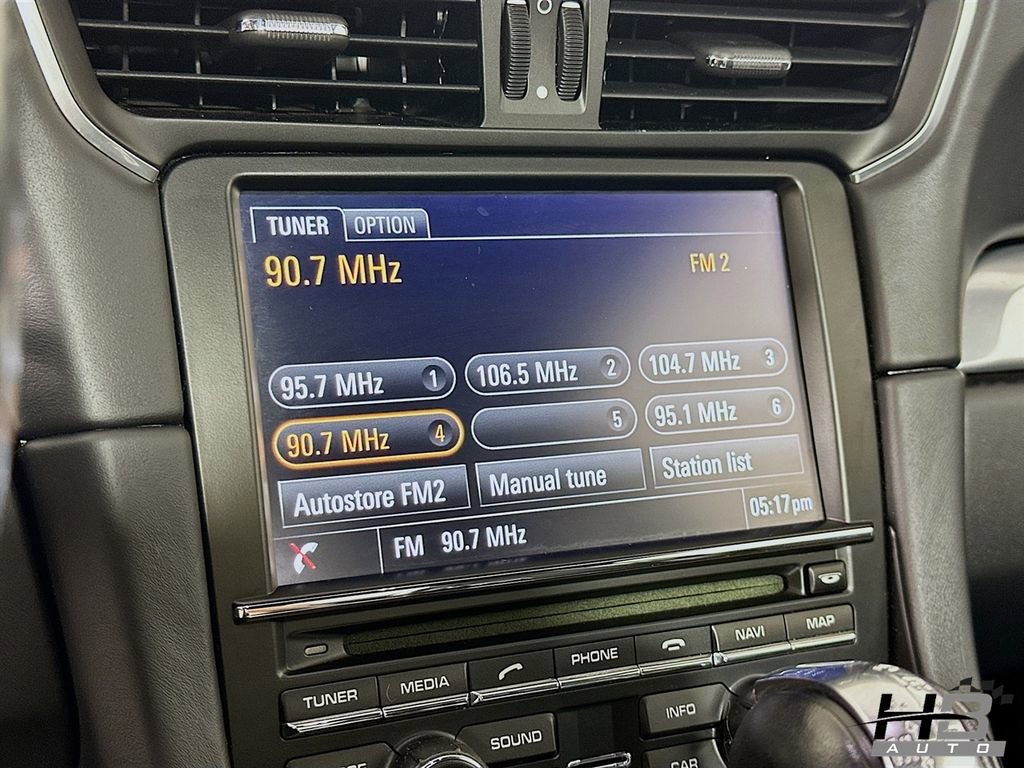 TUNER OPTION
90.7 MHz FM 2
95.7 MHz 1 106.5 MHz 2 104.7 MHz 3
90.7 MHz 4 5 95.1 MHz 6
Autostore FM2 Manual tune Station list
FM 90.7 MHz 05:17pm
TUNER MEDIA PHONE NAVI MAP
SOUND INFO
CAR
HB
AUTO